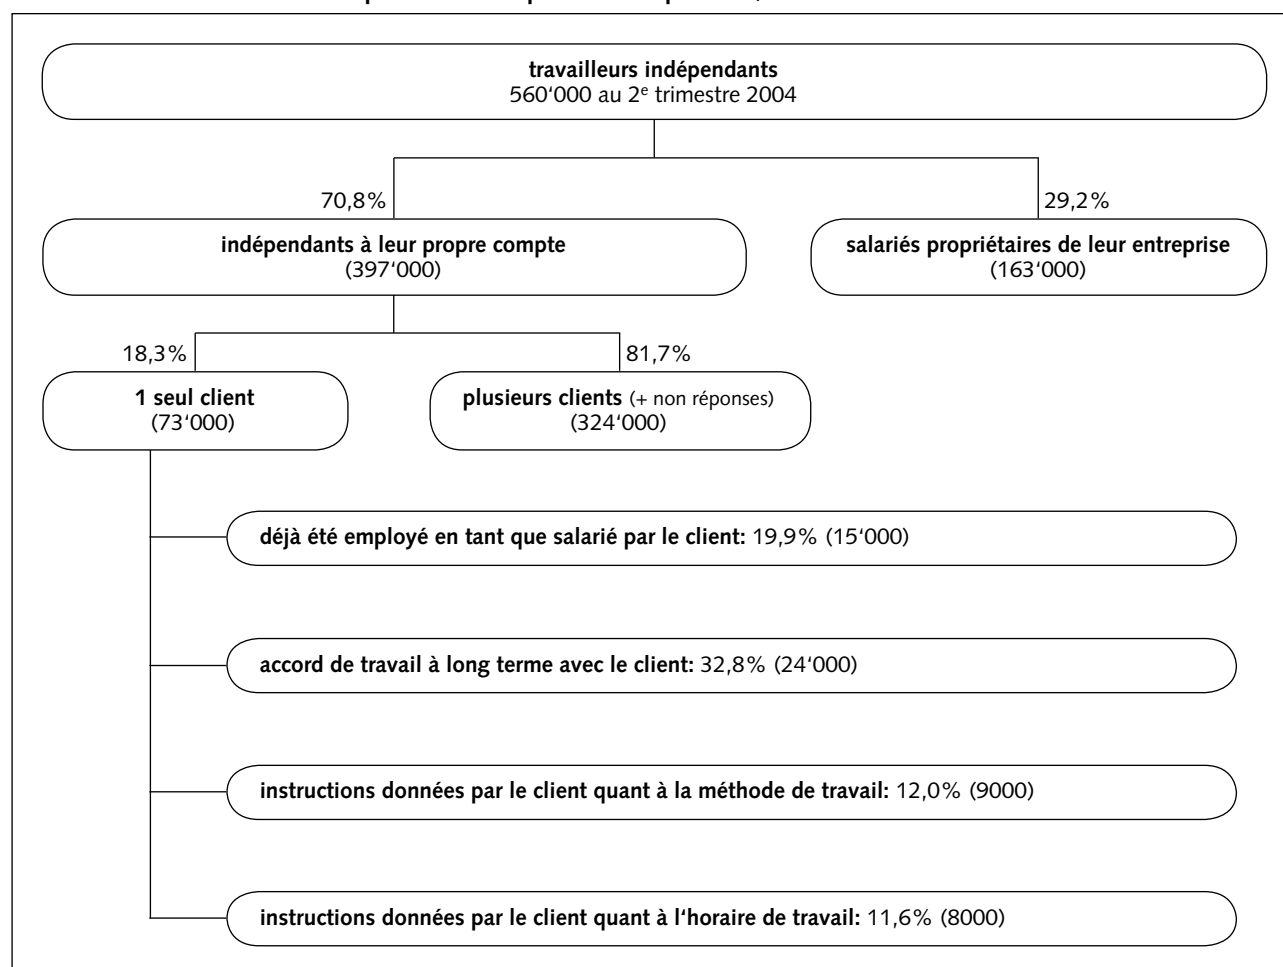 travailleurs indépendants
560‘000 au 2e trimestre 2004
70,8%
29,2%
indépendants à leur propre compte
(397‘000)
salariés propriétaires de leur entreprise
(163‘000)
18,3%
81,7%
1 seul client
(73‘000)
plusieurs clients (+ non réponses)
(324‘000)
déjà été employé en tant que salarié par le client: 19,9% (15‘000)
accord de travail à long terme avec le client: 32,8% (24‘000)
instructions données par le client quant à la méthode de travail: 12,0% (9000)
instructions données par le client quant à l‘horaire de travail: 11,6% (8000)